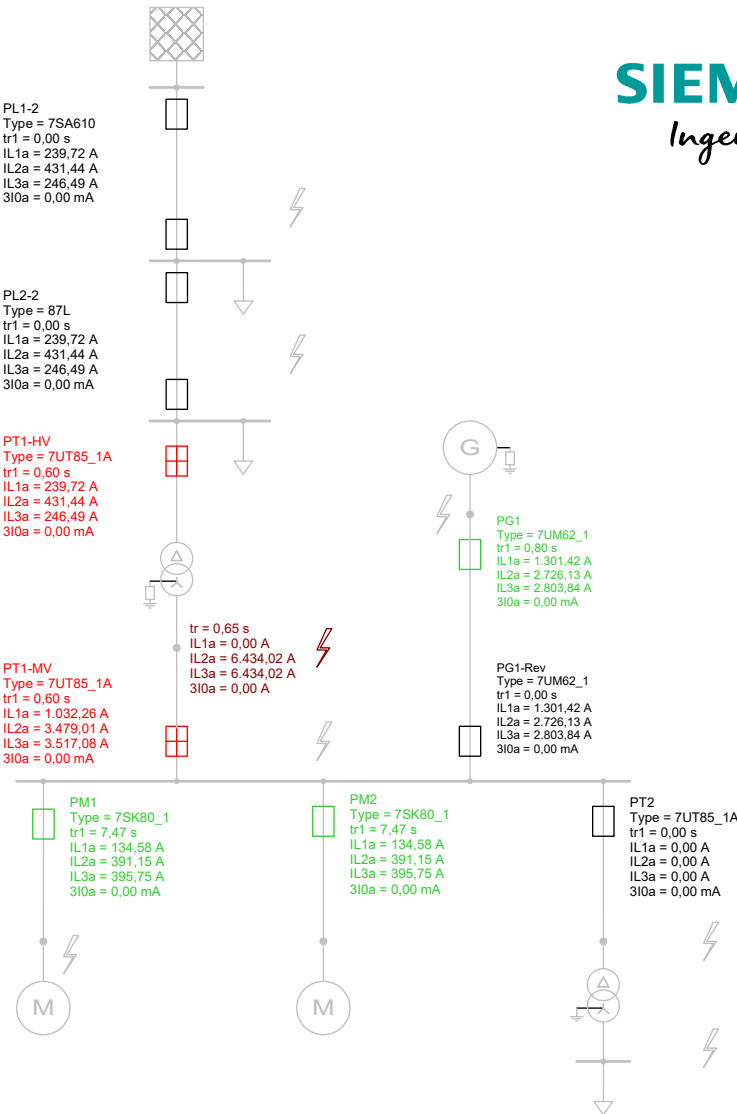 SIEM
Ingen
PL1-2
Type = 7SA610
tr1 = 0,00 s
IL1a = 239,72 A
IL2a = 431,44 A
IL3a = 246,49 A
3I0a = 0,00 mA
PL2-2
Type = 87L
tr1 = 0,00 s
IL1a = 239,72 A
IL2a = 431,44 A
IL3a = 246,49 A
3I0a = 0,00 mA
PT1-HV
Type = 7UT85_1A
tr1 = 0,60 s
IL1a = 239,72 A
IL2a = 431,44 A
IL3a = 246,49 A
3I0a = 0,00 mA
G
PG1
Type = 7UM62_1
tr1 = 0,80 s
IL1a = 1.301,42 A
IL2a = 2.726,13 A
IL3a = 2.803,84 A
3I0a = 0,00 mA
tr = 0,65 s
IL1a = 0,00 A
IL2a = 6.434,02 A
IL3a = 6.434,02 A
3I0a = 0,00 A
PT1-MV
Type = 7UT85_1A
tr1 = 0,60 s
IL1a = 1.032,26 A
IL2a = 3.479,01 A
IL3a = 3.517,08 A
3I0a = 0,00 mA
PG1-Rev
Type = 7UM62_1
tr1 = 0,00 s
IL1a = 1.301,42 A
IL2a = 2.726,13 A
IL3a = 2.803,84 A
3I0a = 0,00 mA
PM1
Type = 7SK80_1
tr1 = 7,47 s
IL1a = 134,58 A
IL2a = 391,15 A
IL3a = 395,75 A
3I0a = 0,00 mA
PM2
Type = 7SK80_1
tr1 = 7,47 s
IL1a = 134,58 A
IL2a = 391,15 A
IL3a = 395,75 A
3I0a = 0,00 mA
PT2
Type = 7UT85_1A
tr1 = 0,00 s
IL1a = 0,00 A
IL2a = 0,00 A
IL3a = 0,00 A
3I0a = 0,00 mA
M
M